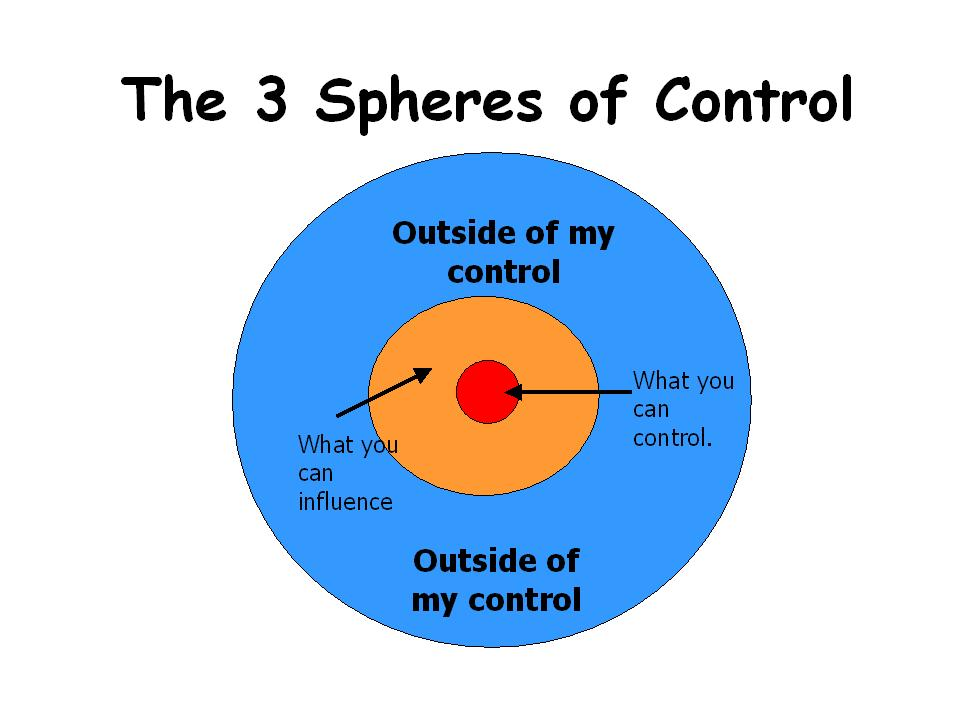 The 3 Spheres of Control
Outside of my
control
What you
can
control.
What you
can
influence
Outside of
my control